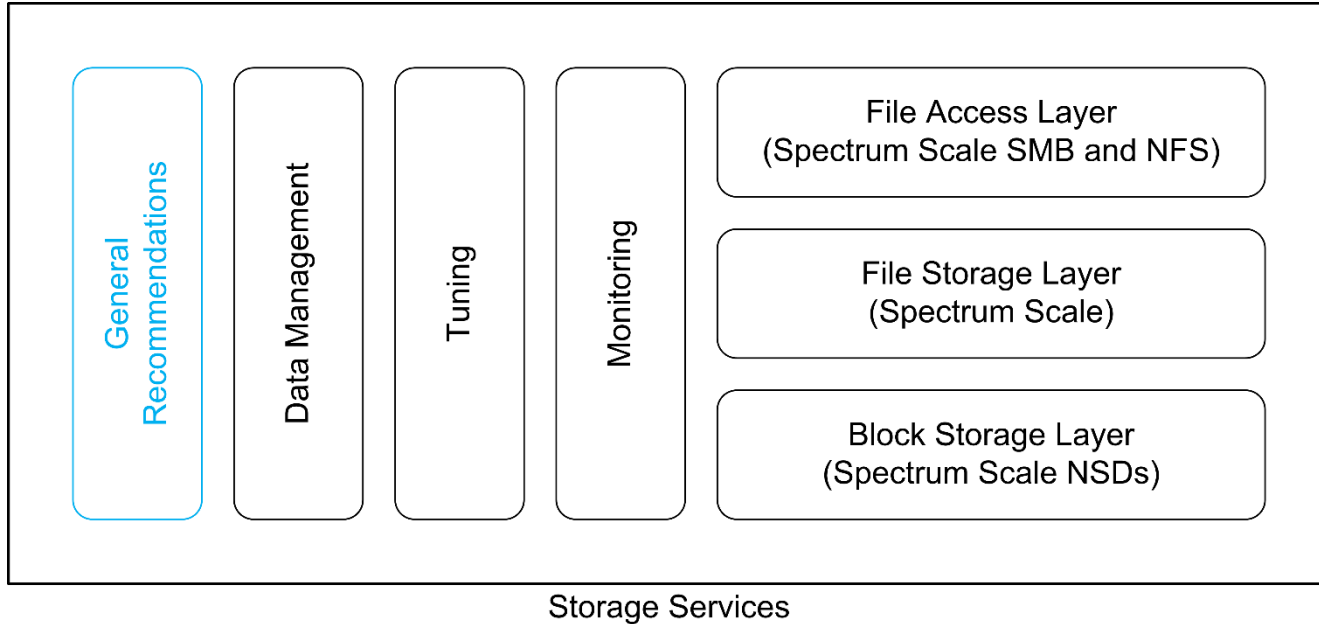 General
Recommendations
Data Management
Tuning
Monitoring
File Access Layer
(Spectrum Scale SMB and NFS)
File Storage Layer
(Spectrum Scale)
Block Storage Layer
(Spectrum Scale NSDs)
Storage Services